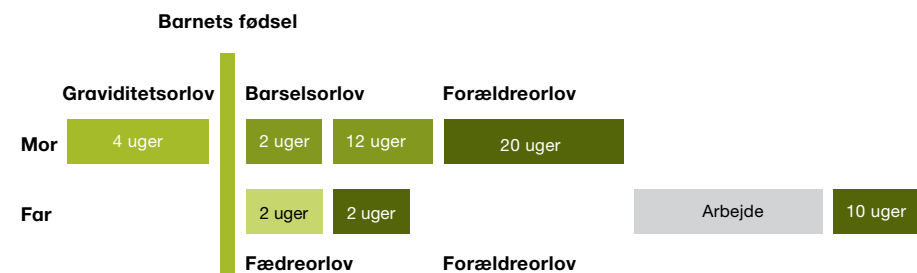 Barnets fødsel
Graviditetsorlov Barselsorlov Forældreorlov
Mor 4 uger 2 uger 12 uger 20 uger
Far 2 uger 2 uger Arbejde 10 uger
Fædreorlov Forældreorlov